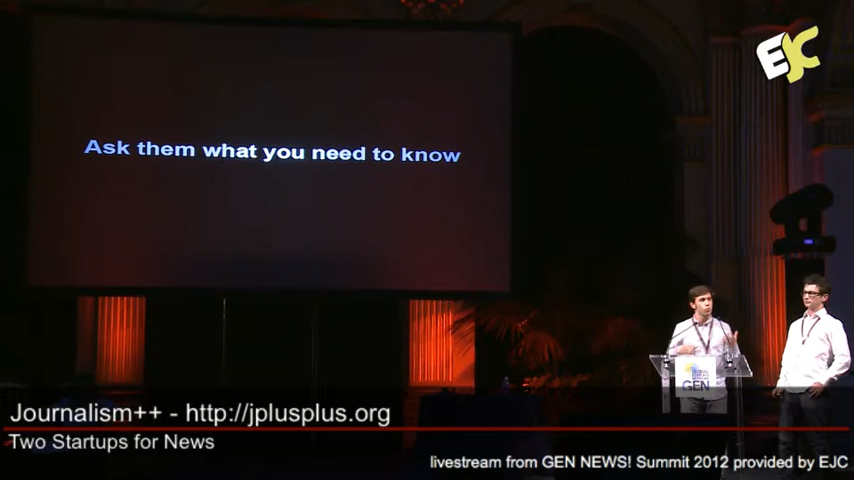 EJC
Ask them what you need to know
GEN
Journalism++ - http://jplusplus.org
Two Startups for News
livestream from GEN NEWS! Summit 2012 provided by EJC